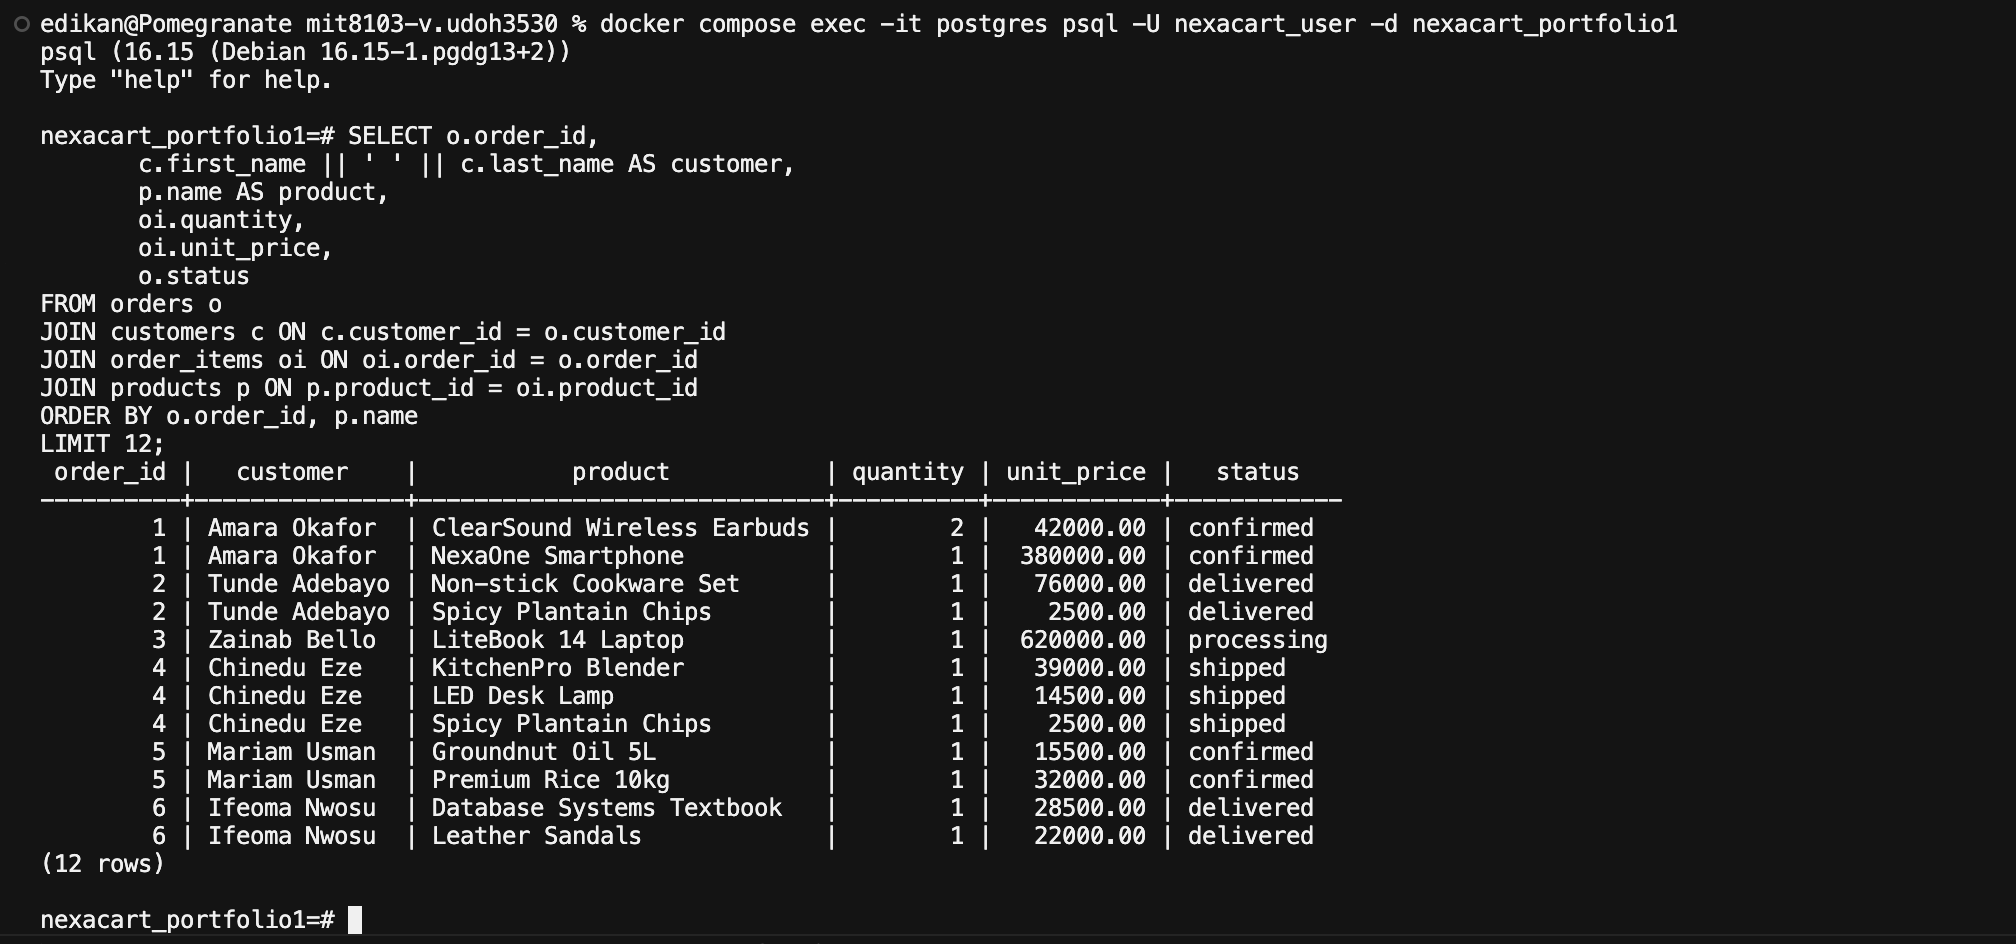 edikan@Pomegranate mit8103-v.udoh3530 % docker compose exec -it postgres psql -U nexacart_user -d nexacart_portfolio1
psql (16.15 (Debian 16.15-1.pgdg13+2))
Type "help" for help.

nexacart_portfolio1=# SELECT o.order_id,
       c.first_name || ' ' || c.last_name AS customer,
       p.name AS product,
       oi.quantity,
       oi.unit_price,
       o.status
FROM orders o
JOIN customers c ON c.customer_id = o.customer_id
JOIN order_items oi ON oi.order_id = o.order_id
JOIN products p ON p.product_id = oi.product_id
ORDER BY o.order_id, p.name
LIMIT 12;
 order_id |   customer    |           product           | quantity | unit_price |   status
----------+---------------+-----------------------------+----------+------------+------------
        1 | Amara Okafor  | ClearSound Wireless Earbuds |        2 |   42000.00 | confirmed
        1 | Amara Okafor  | NexaOne Smartphone          |        1 |  380000.00 | confirmed
        2 | Tunde Adebayo | Non-stick Cookware Set      |        1 |   76000.00 | delivered
        2 | Tunde Adebayo | Spicy Plantain Chips        |        1 |    2500.00 | delivered
        3 | Zainab Bello  | LiteBook 14 Laptop          |        1 |  620000.00 | processing
        4 | Chinedu Eze   | KitchenPro Blender          |        1 |   39000.00 | shipped
        4 | Chinedu Eze   | LED Desk Lamp               |        1 |   14500.00 | shipped
        4 | Chinedu Eze   | Spicy Plantain Chips        |        1 |    2500.00 | shipped
        5 | Mariam Usman  | Groundnut Oil 5L            |        1 |   15500.00 | confirmed
        5 | Mariam Usman  | Premium Rice 10kg           |        1 |   32000.00 | confirmed
        6 | Ifeoma Nwosu  | Database Systems Textbook   |        1 |   28500.00 | delivered
        6 | Ifeoma Nwosu  | Leather Sandals             |        1 |   22000.00 | delivered
(12 rows)

nexacart_portfolio1=#